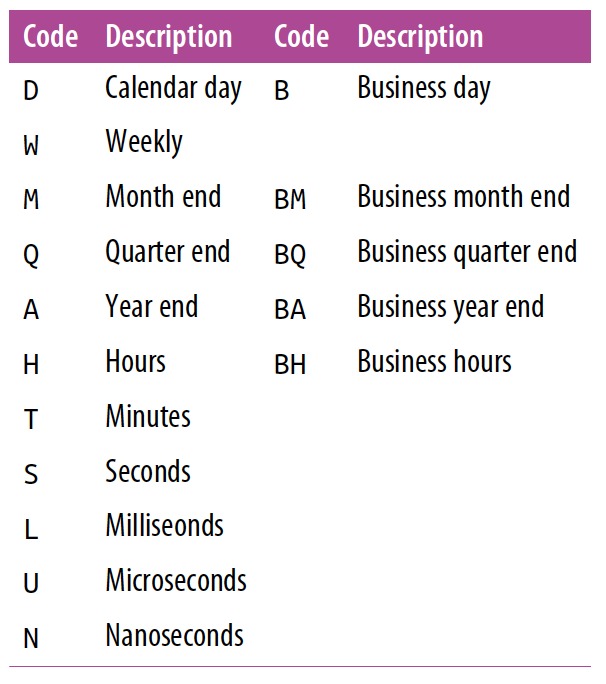 Code Description Code Description
D Calendar day B Business day
W Weekly
M Month end BM Business month end
Q Quarter end BQ Business quarter end
A Year end BA Business year end
H Hours BH Business hours
T Minutes
S Seconds
L Milliseonds
U Microseconds
N Nanoseconds